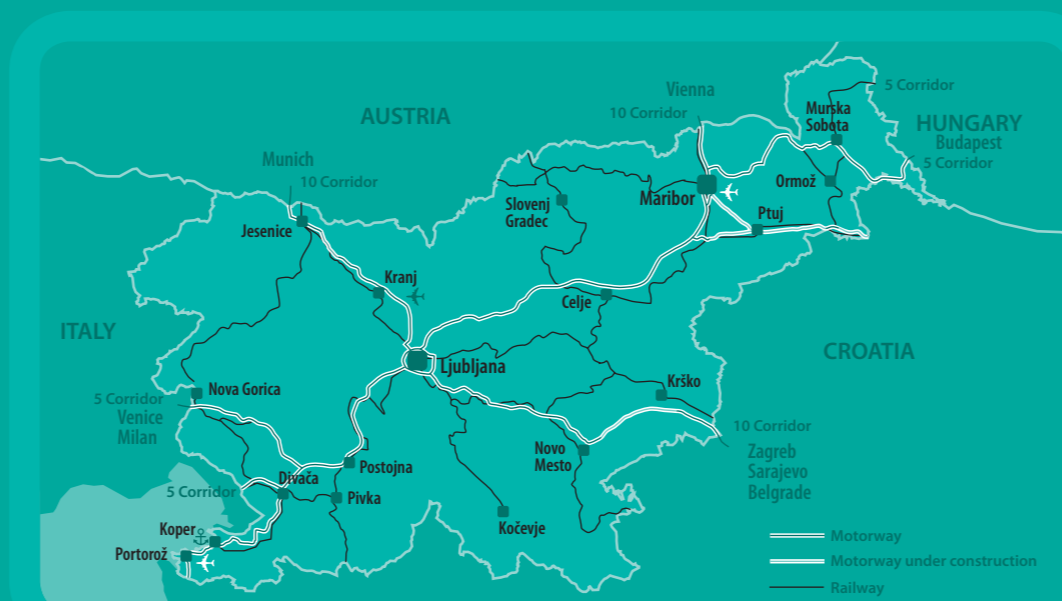 Vienna
10 Corridor
5 Corridor
AUSTRIA
Murska
Sobota
HUNGARY
Budapest
5 Corridor
Munich
10 Corridor
Maribor
Ormož
Slovenj
Gradec
Ptuj
Jesenice
Kranj
Celje
ITALY
CROATIA
Ljubljana
Nova Gorica
Krško
5 Corridor
Venice
Milan
10 Corridor
Zagreb
Sarajevo
Belgrade
Novo
Mesto
Postojna
Divača
5 Corridor
Pivka
Kočevje
Koper
Portorož
Motorway
Motorway under construction
Railway